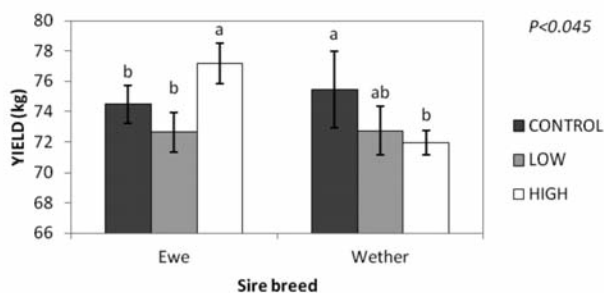 80
78
76
74
72
70
68
66
YIELD (kg)
b
b
a
a
ab
b
P<0.045
CONTROL
LOW
HIGH
Ewe
Wether
Sire breed